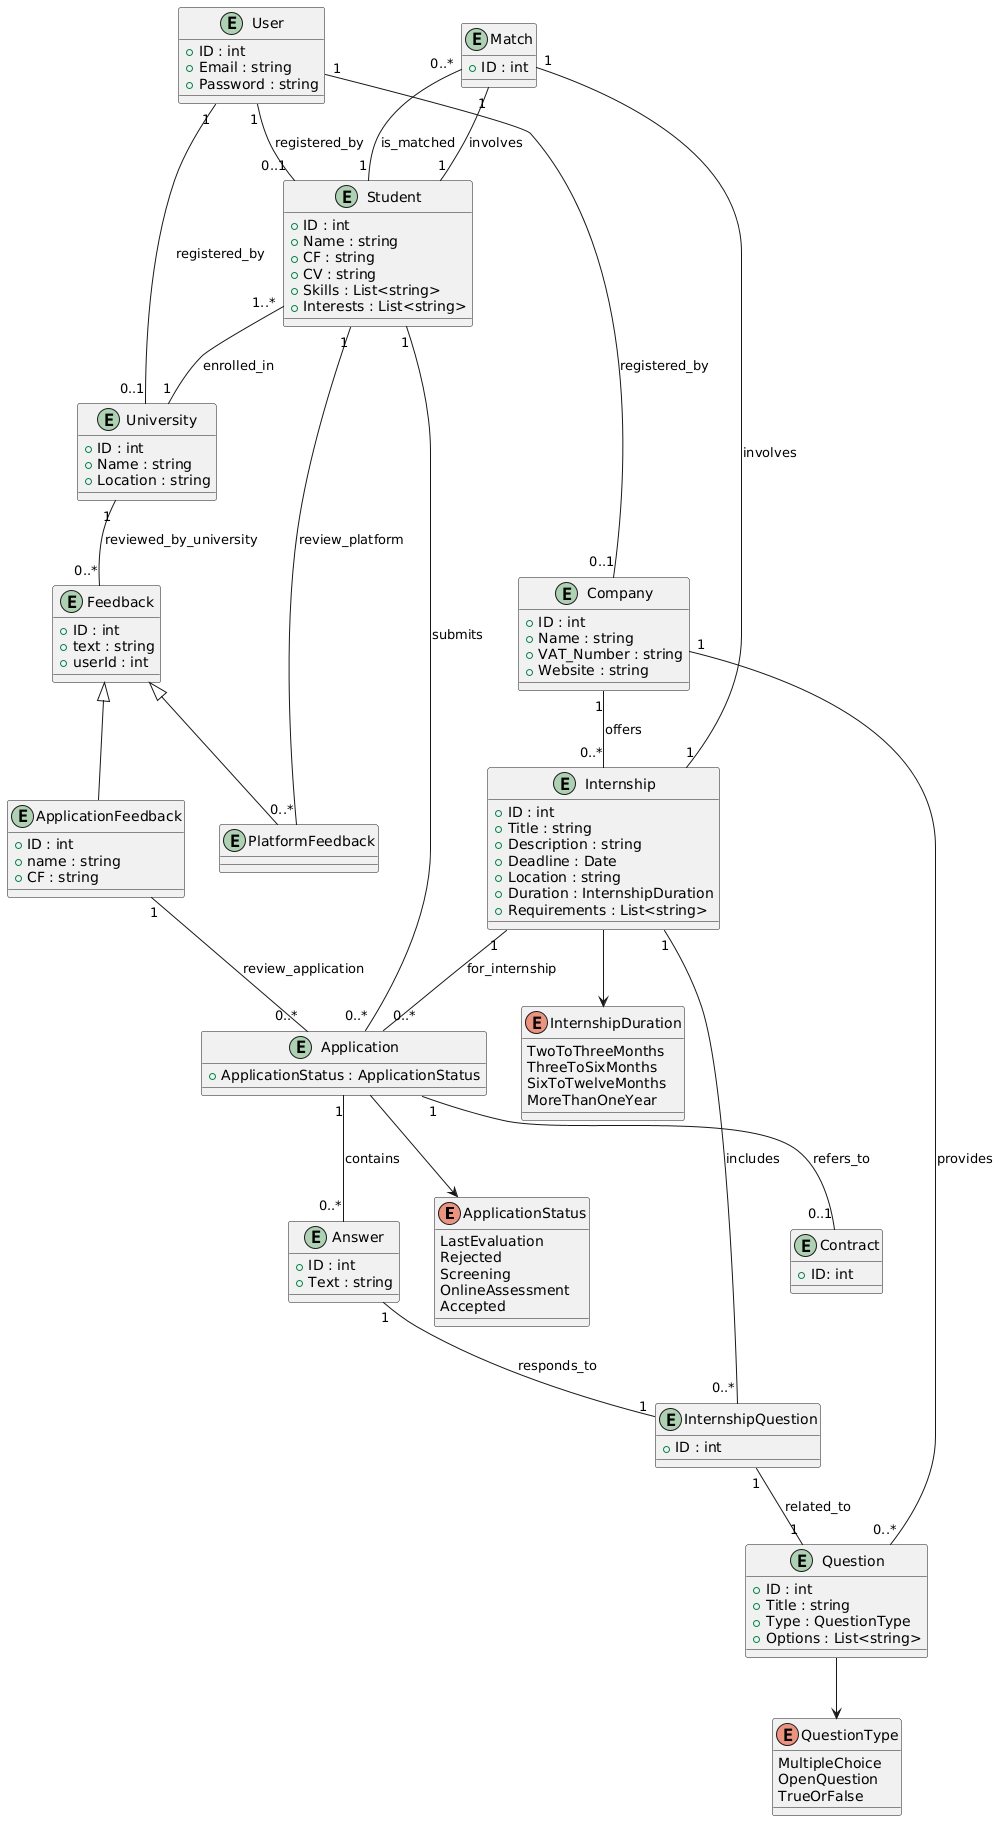 E User
ID : int
Email : string
Password : string
E Match
ID : int
1
0..*
1
1
1
1
registered_by
is_matched
involves
0..1
1
1
E Student
ID : int
Name : string
CF : string
CV : string
Skills : List<string>
Interests : List<string>
registered_by
1..*
1
1
enrolled_in
registered_by
0..1
1
E University
ID : int
Name : string
Location : string
involves
1
reviewed_by_university
review_platform
0..*
0..1
E Feedback
ID : int
text : string
userId : int
E Company
ID : int
Name : string
VAT_Number : string
Website : string
submits
1
1
offers
0..*
1
E ApplicationFeedback
ID : int
name : string
CF : string
0..*
E PlatformFeedback
E Internship
ID : int
Title : string
Description : string
Deadline : Date
Location : string
Duration : InternshipDuration
Requirements : List<string>
1
1
1
review_application
for_internship
0..*
0..*
0..*
E Application
ApplicationStatus : ApplicationStatus
E InternshipDuration
TwoToThreeMonths
ThreeToSixMonths
SixToTwelveMonths
MoreThanOneYear
1
1
contains
includes
refers_to
provides
0..*
0..1
E Answer
ID : int
Text : string
E ApplicationStatus
LastEvaluation
Rejected
Screening
OnlineAssessment
Accepted
E Contract
ID: int
1
responds_to
0..*
1
E InternshipQuestion
ID : int
1
related_to
1
0..*
E Question
ID : int
Title : string
Type : QuestionType
Options : List<string>
E QuestionType
MultipleChoice
OpenQuestion
TrueOrFalse